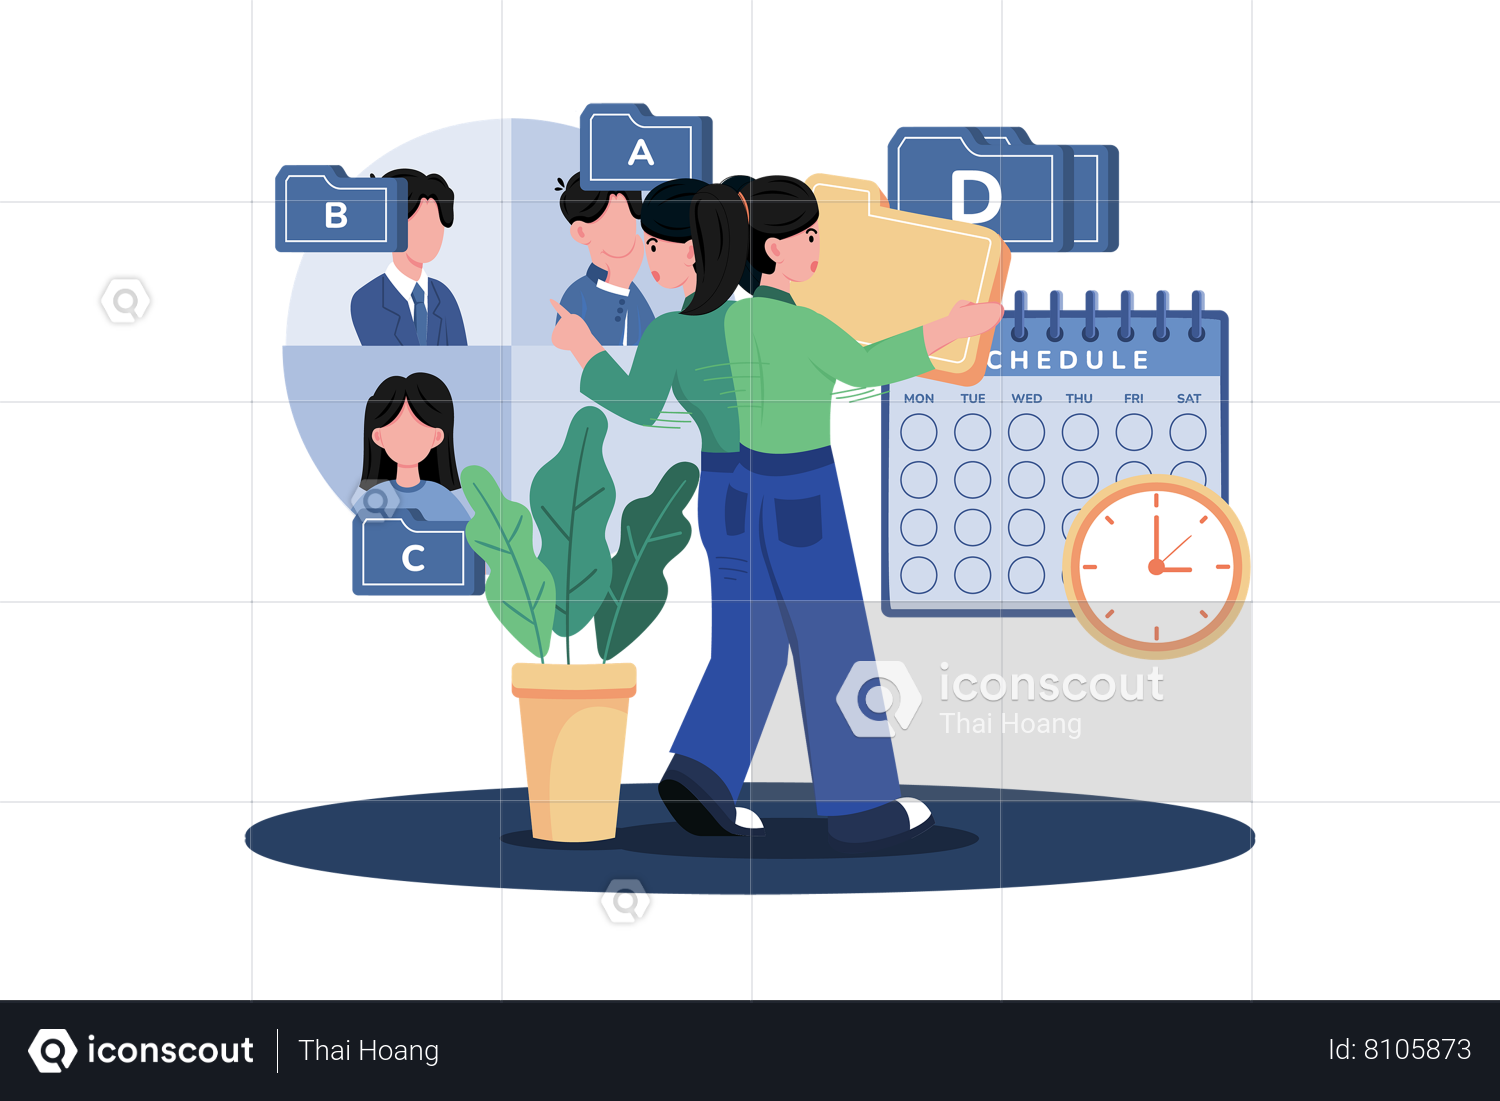 A
B
D
CHEDULE
MON TUE WED THU FRI SAT
C
iconscout
Thai Hoang
iconscout
Thai Hoang
Id: 8105873